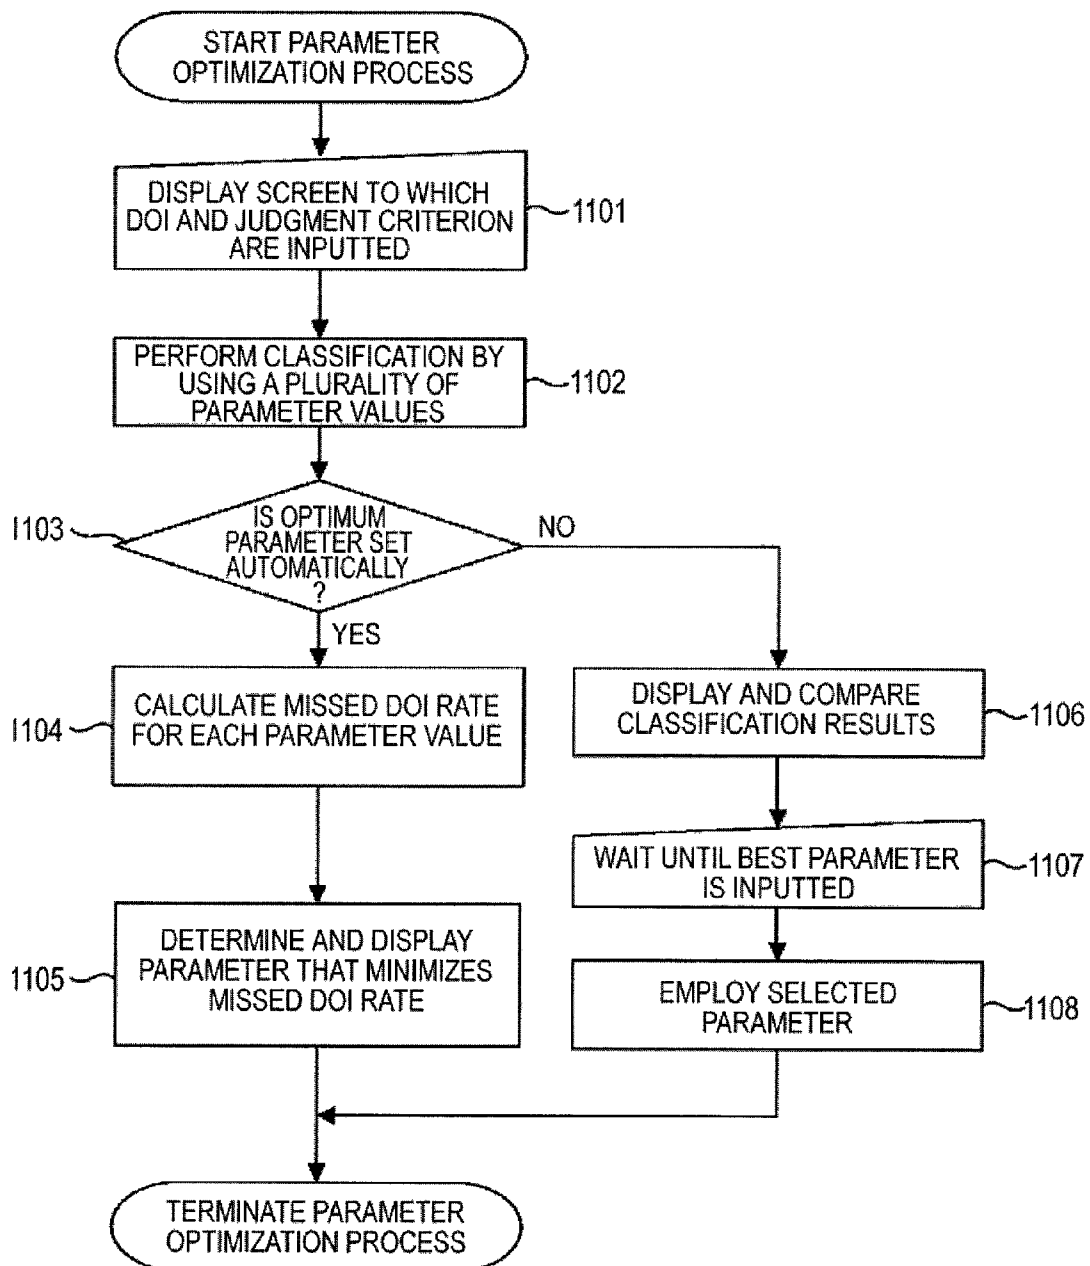 START PARAMETER
OPTIMIZATION PROCESS
DISPLAY SCREEN TO WHICH
DOI AND JUDGMENT CRITERION
ARE INPUTTED
1101
PERFORM CLASSIFICATION BY
USING A PLURALITY OF
PARAMETER VALUES
1102
1103
IS OPTIMUM
PARAMETER SET
AUTOMATICALLY
?
NO
YES
1104
CALCULATE MISSED DOI RATE
FOR EACH PARAMETER VALUE
DISPLAY AND COMPARE
CLASSIFICATION RESULTS
1106
WAIT UNTIL BEST PARAMETER
IS INPUTTED
1107
1105
DETERMINE AND DISPLAY
PARAMETER THAT MINIMIZES
MISSED DOI RATE
EMPLOY SELECTED
PARAMETER
1108
TERMINATE PARAMETER
OPTIMIZATION PROCESS